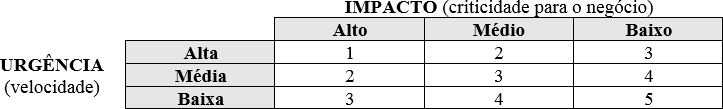 IMPACTO (criticidade para o negócio)
Alto Médio Baixo
URGÊNCIA
(velocidade)
Alta 1 2 3
Média 2 3 4
Baixa 3 4 5